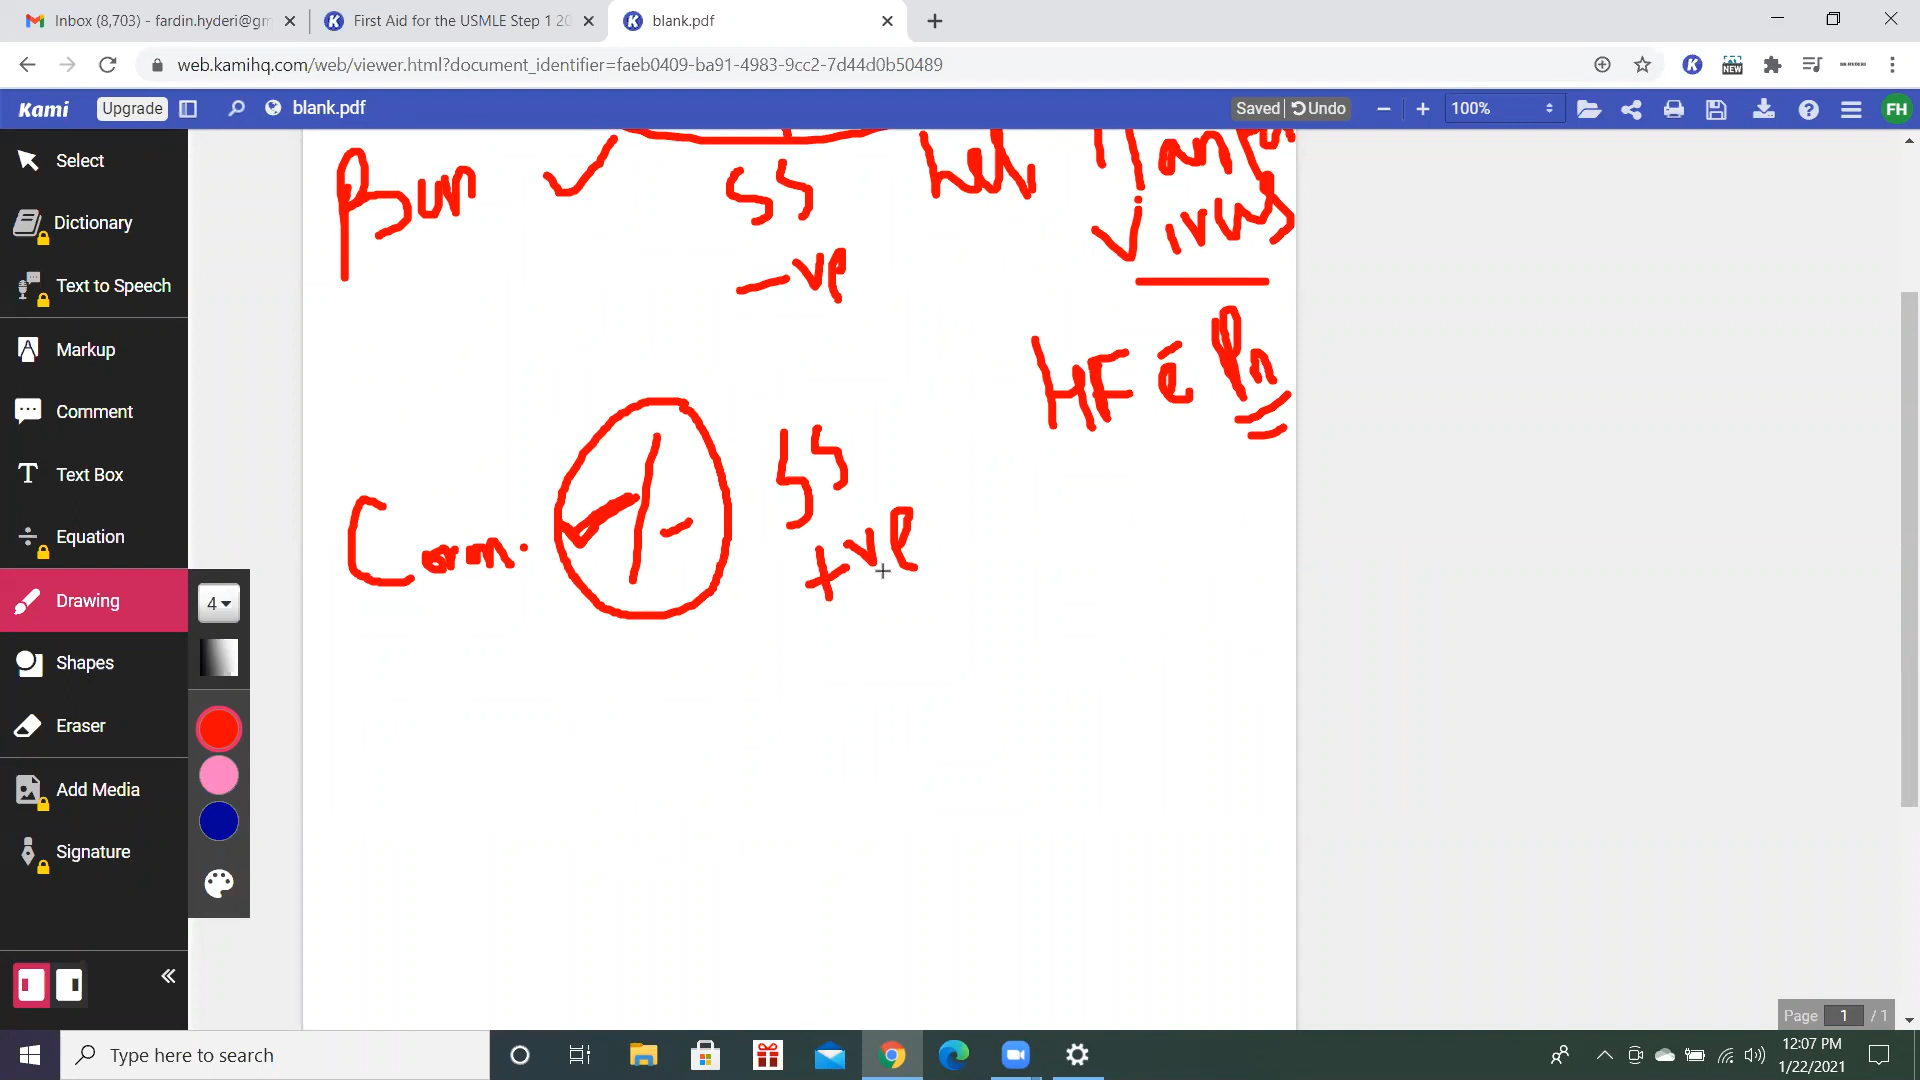 Inbox (8,703) - fardin.hyderi@gm
First Aid for the USMLE Step 1 20
blank.pdf
web.kamihq.com/web/viewer.html?document_identifier=faeb0409-ba91-4983-9cc2-7d44d0b50489
Kami
Upgrade
blank.pdf
Saved
Undo
100%
FH
Select
Dictionary
Text to Speech
Markup
Comment
Text Box
Equation
Drawing
4
Shapes
Eraser
Add Media
Signature
Bun
SS
Hel
Virus
-ve
HF
SS
+ve
Page 1 / 1
Type here to search
NEW
12:07 PM
1/22/2021